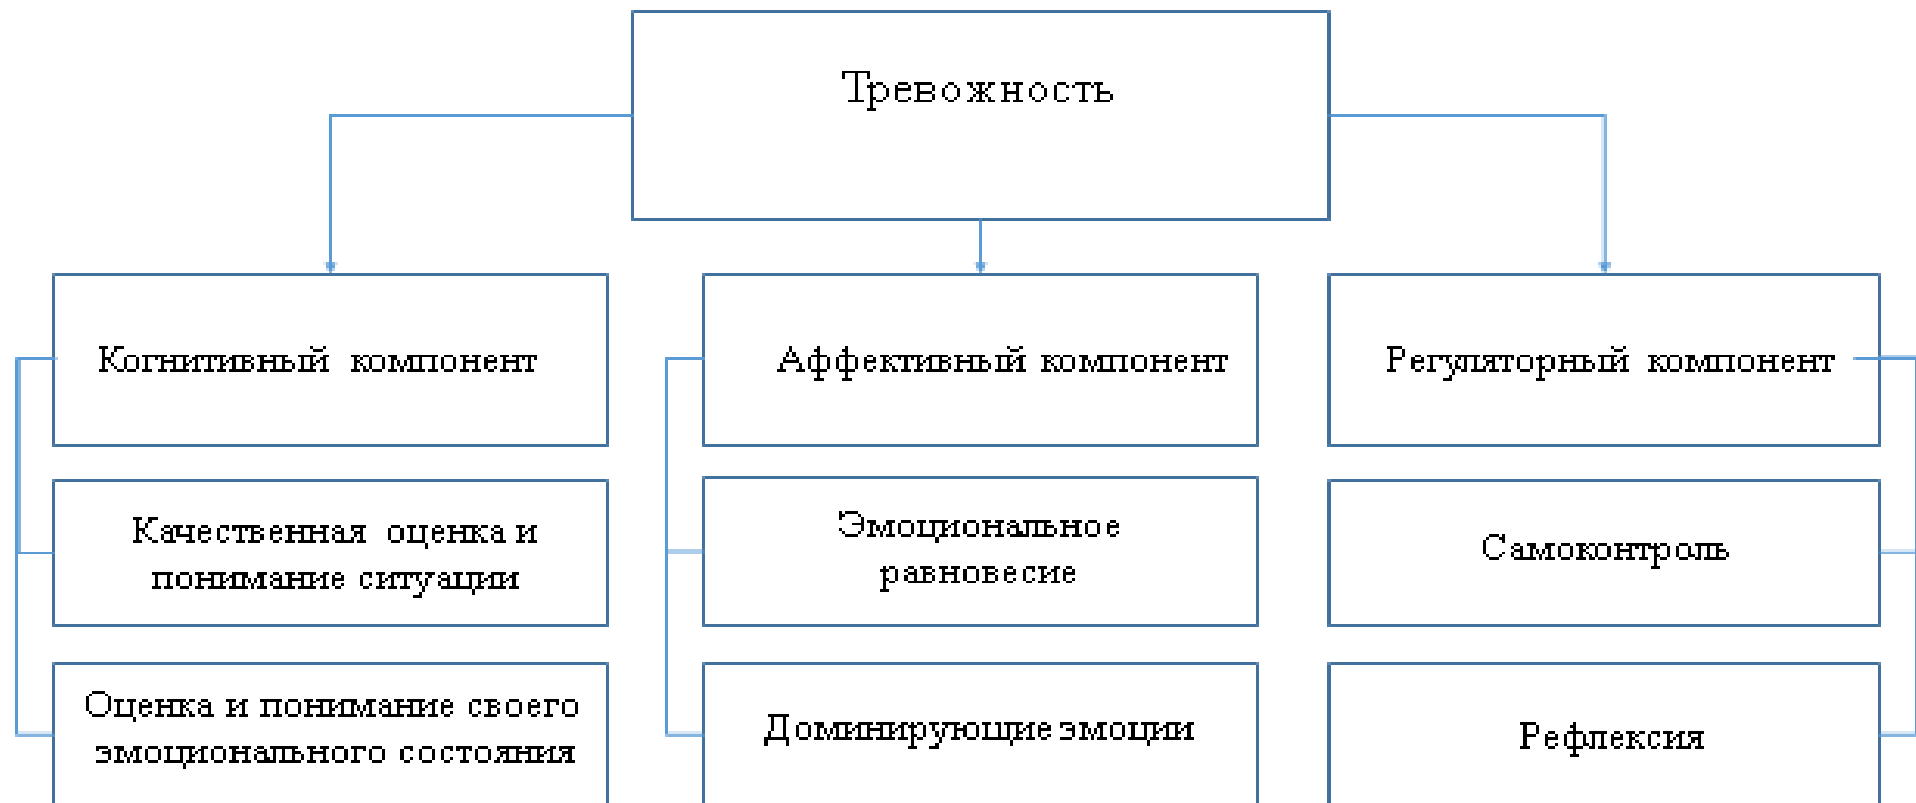 Тревожность
Когнитивный компонент
Аффективный компонент
Регуляторный компонент
Качественная оценка и
понимание ситуации
Эмоциональное
равновесие
Самоконтроль
Оценка и понимание своего
эмоционального состояния
Доминирующие эмоции
Рефлексия